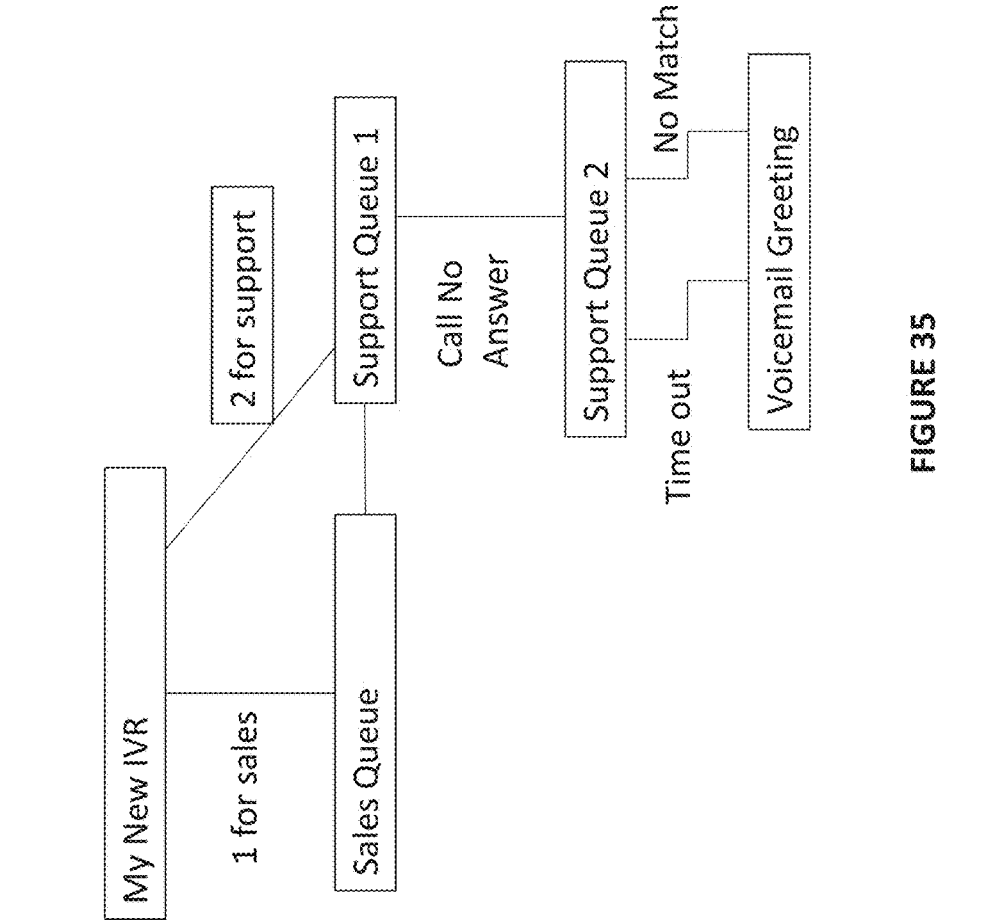 My New IVR
1 for sales
2 for support
Sales Queue
Support Queue 1
Call No
Answer
Support Queue 2
Time out
No Match
Voicemail Greeting
FIGURE 35